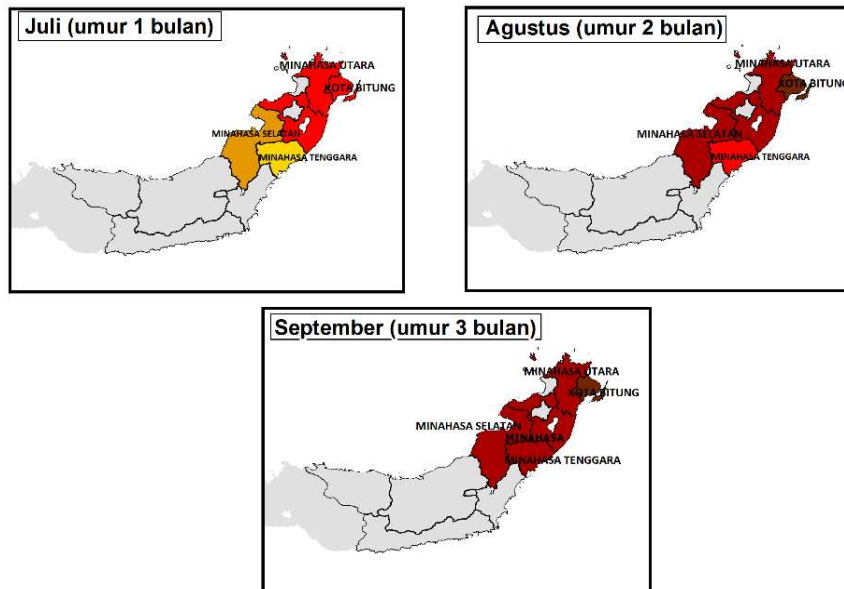 Juli (umur 1 bulan)
MINAHASA UTARA
KOTA BITUNG
MINAHASA SELATAN
MINAHASA TENGGARA
Agustus (umur 2 bulan)
MINAHASA UTARA
KOTA BITUNG
MINAHASA SELATAN
MINAHASA TENGGARA
September (umur 3 bulan)
MINAHASA UTARA
KOTA BITUNG
MINAHASA SELATAN
MINAHASA
MINAHASA TENGGARA